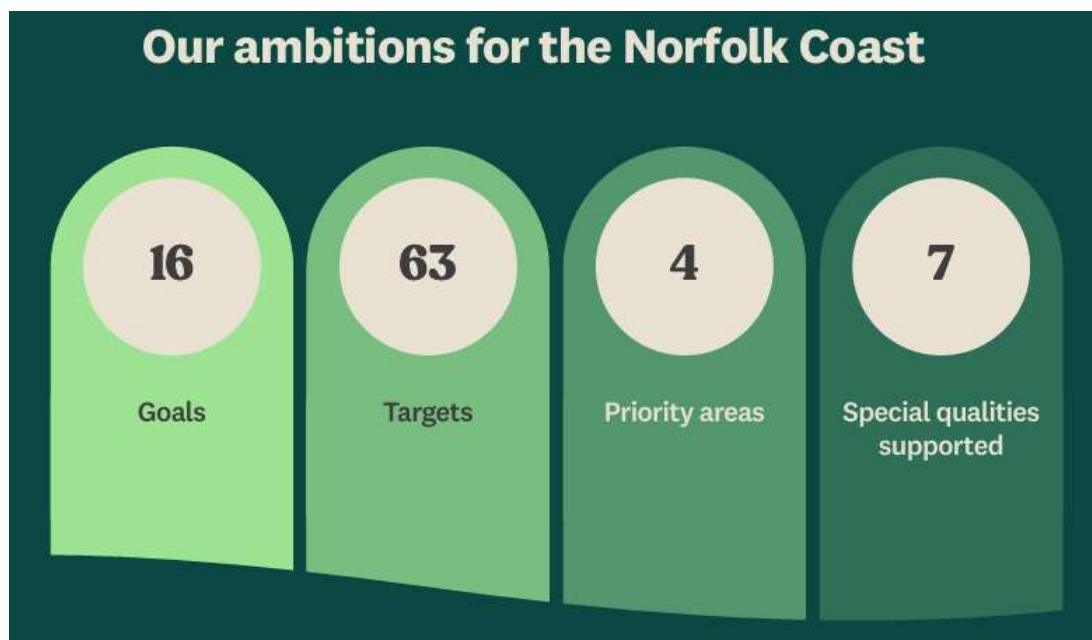 Our ambitions for the Norfolk Coast
16
Goals
63
Targets
4
Priority areas
7
Special qualities
supported